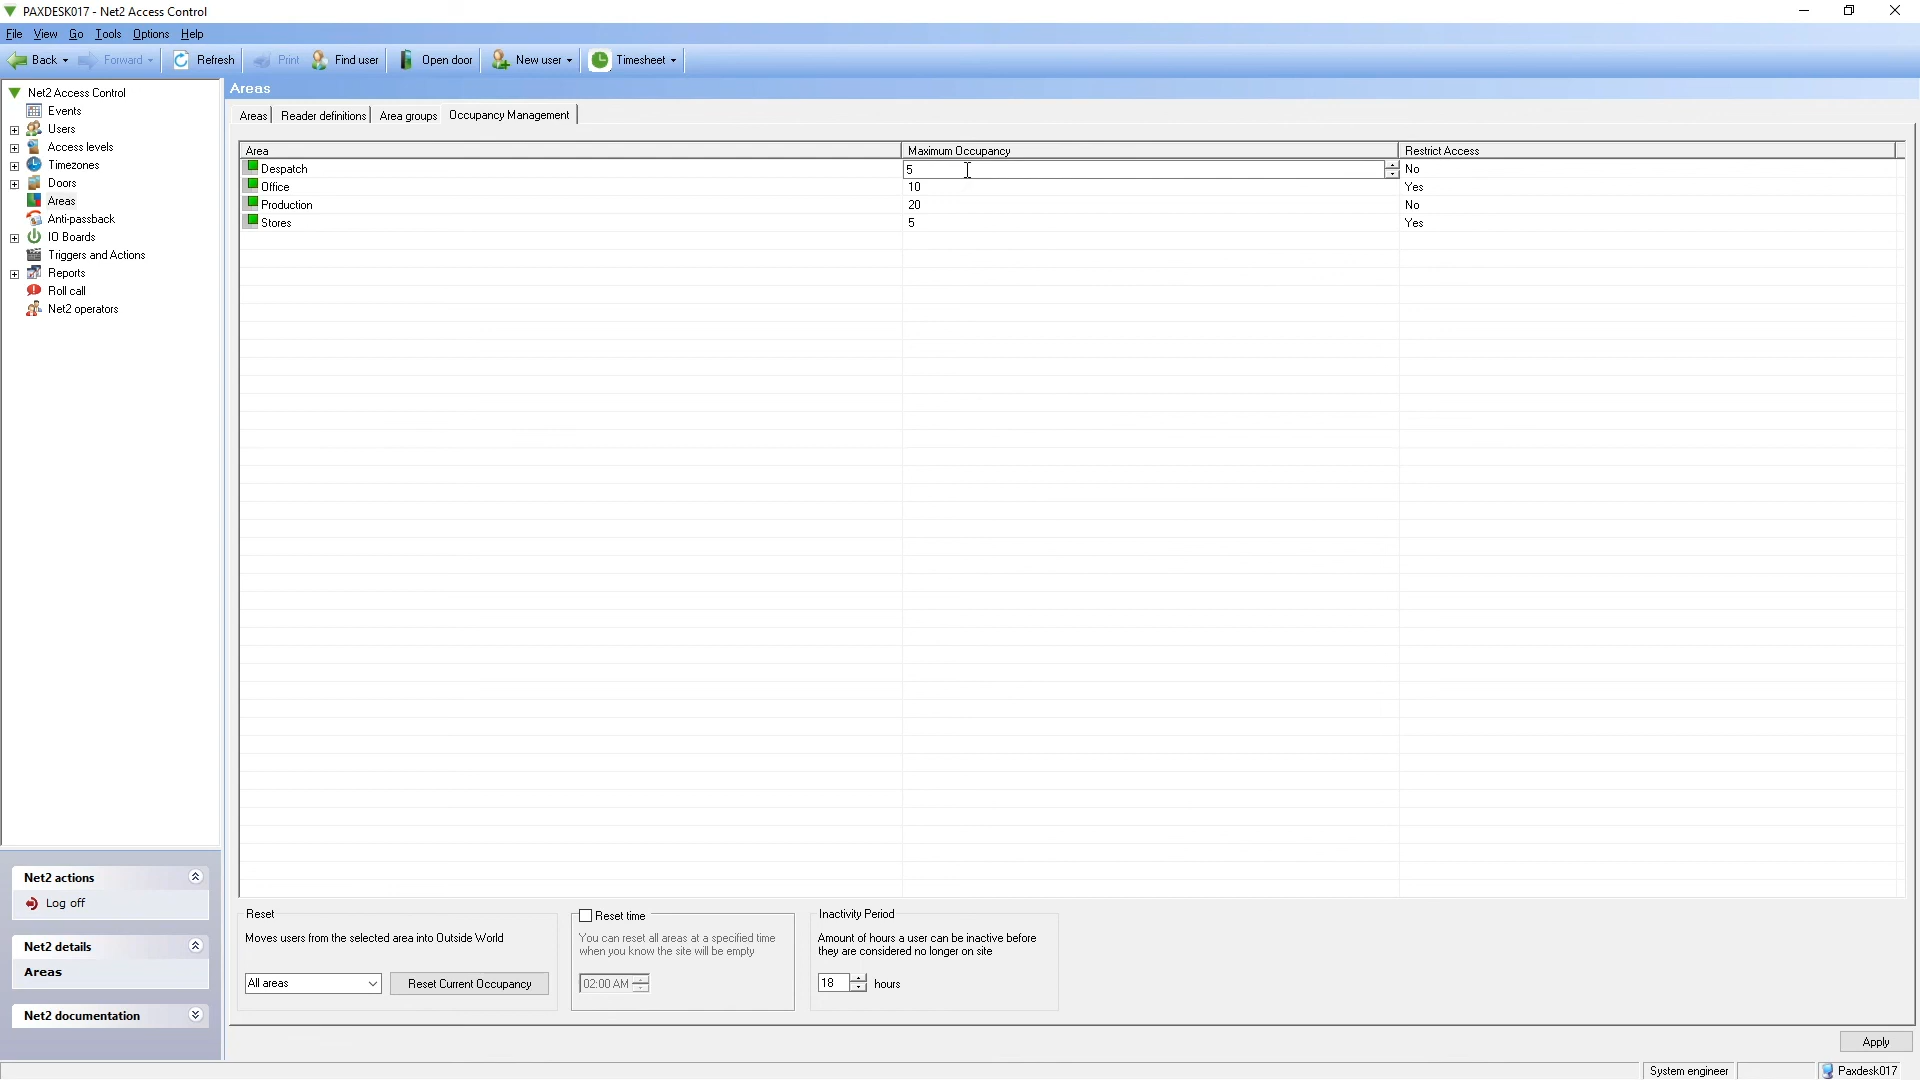 PAXDESK017 - Net2 Access Control
File View Go Tools Options Help
Back Forward Refresh Print Find user Open door New user Timesheet
Net2 Access Control
Events
Users
Access levels
Timezones
Doors
Areas
Anti-passback
IO Boards
Triggers and Actions
Reports
Roll call
Net2 operators
Net2 actions
Log off
Net2 details
Areas
Net2 documentation
Areas
Areas Reader definitions Area groups Occupancy Management
Area Maximum Occupancy Restrict Access
Despatch 5 No
Office 10 Yes
Production 20 No
Stores 5 Yes
Reset
Moves users from the selected area into Outside World
All areas Reset Current Occupancy
Reset time
You can reset all areas at a specified time
when you know the site will be empty
02:00 AM
Inactivity Period
Amount of hours a user can be inactive before
they are considered no longer on site
18 hours
Apply
System engineer Paxdesk017